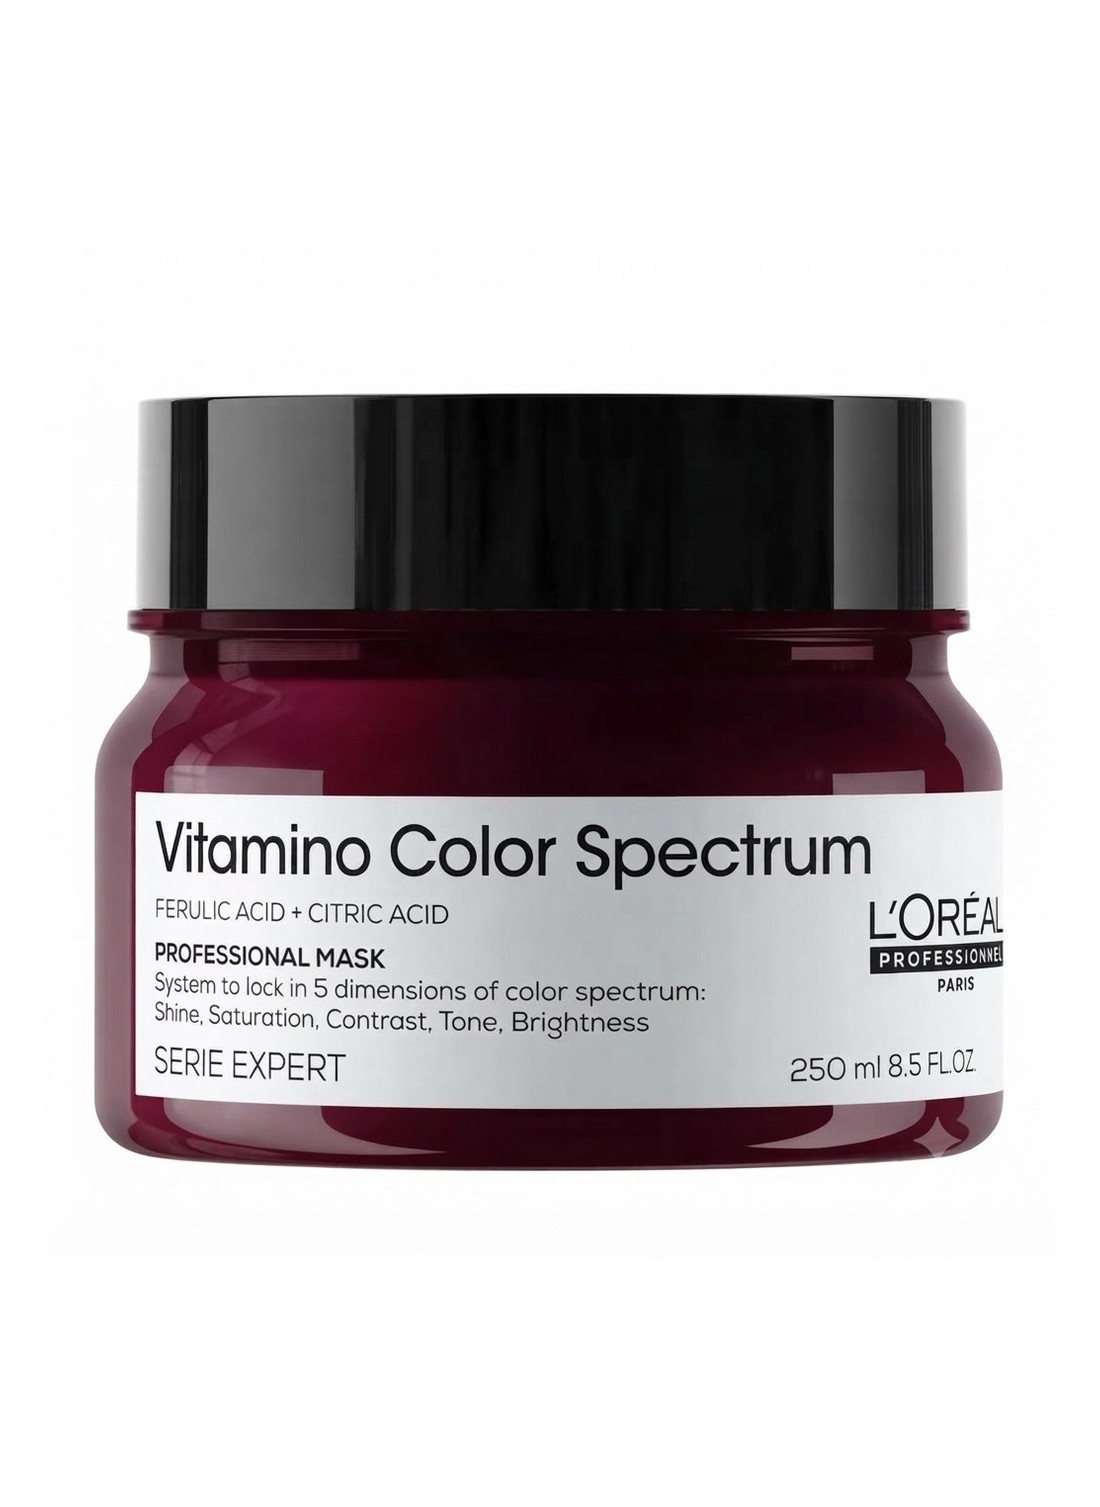 Vitamino Color Spectrum
FERULIC ACID + CITRIC ACID
PROFESSIONAL MASK
System to lock in 5 dimensions of color spectrum:
Shine, Saturation, Contrast, Tone, Brightness
SERIE EXPERT
L'ORÉAL
PROFESSIONNEL
PARIS
250 ml 8.5 FL.OZ.